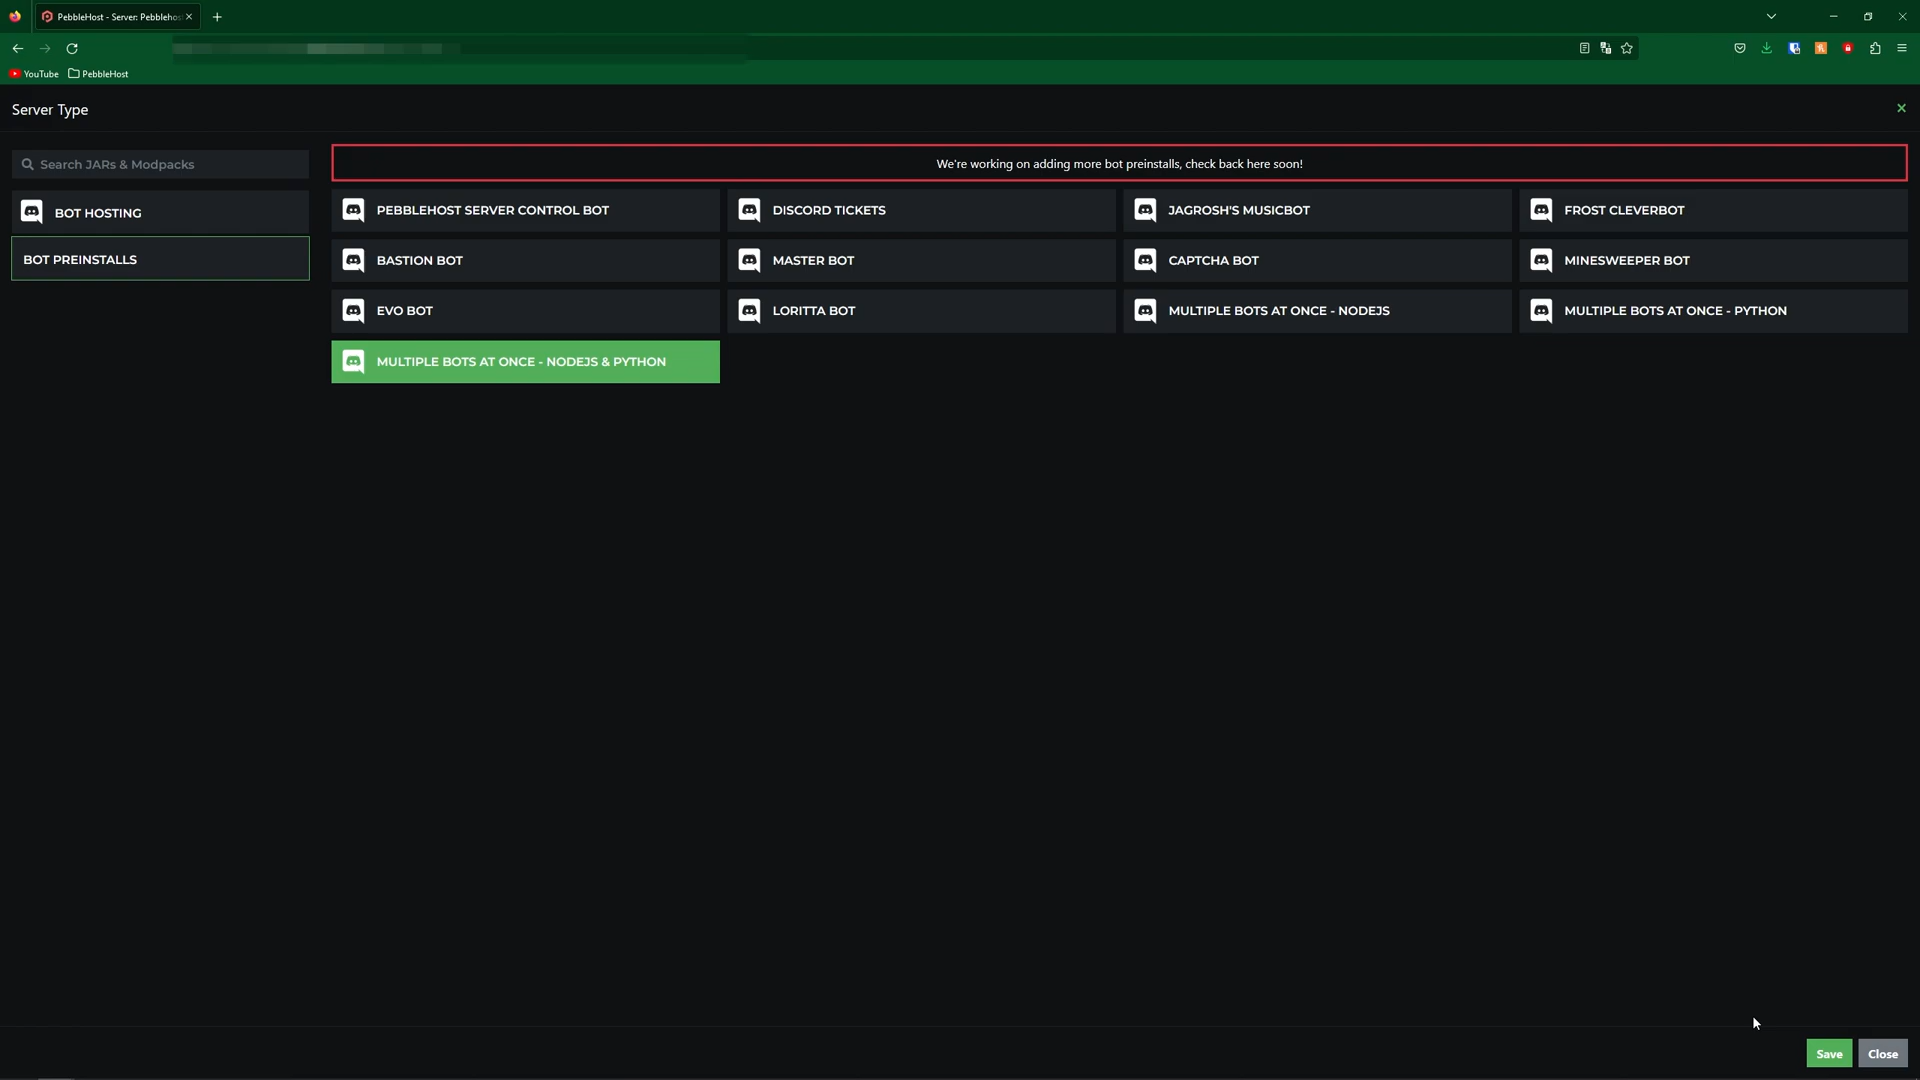 PebbleHost - Server: Pebblehos
YouTube
PebbleHost
Server Type
Search JARs & Modpacks
BOT HOSTING
BOT PREINSTALLS
We're working on adding more bot preinstalls, check back here soon!
PEBBLEHOST SERVER CONTROL BOT
DISCORD TICKETS
JAGROSH'S MUSICBOT
FROST CLEVERBOT
BASTION BOT
MASTER BOT
CAPTCHA BOT
MINESWEEPER BOT
EVO BOT
LORITTA BOT
MULTIPLE BOTS AT ONCE - NODEJS
MULTIPLE BOTS AT ONCE - PYTHON
MULTIPLE BOTS AT ONCE - NODEJS & PYTHON
Save
Close